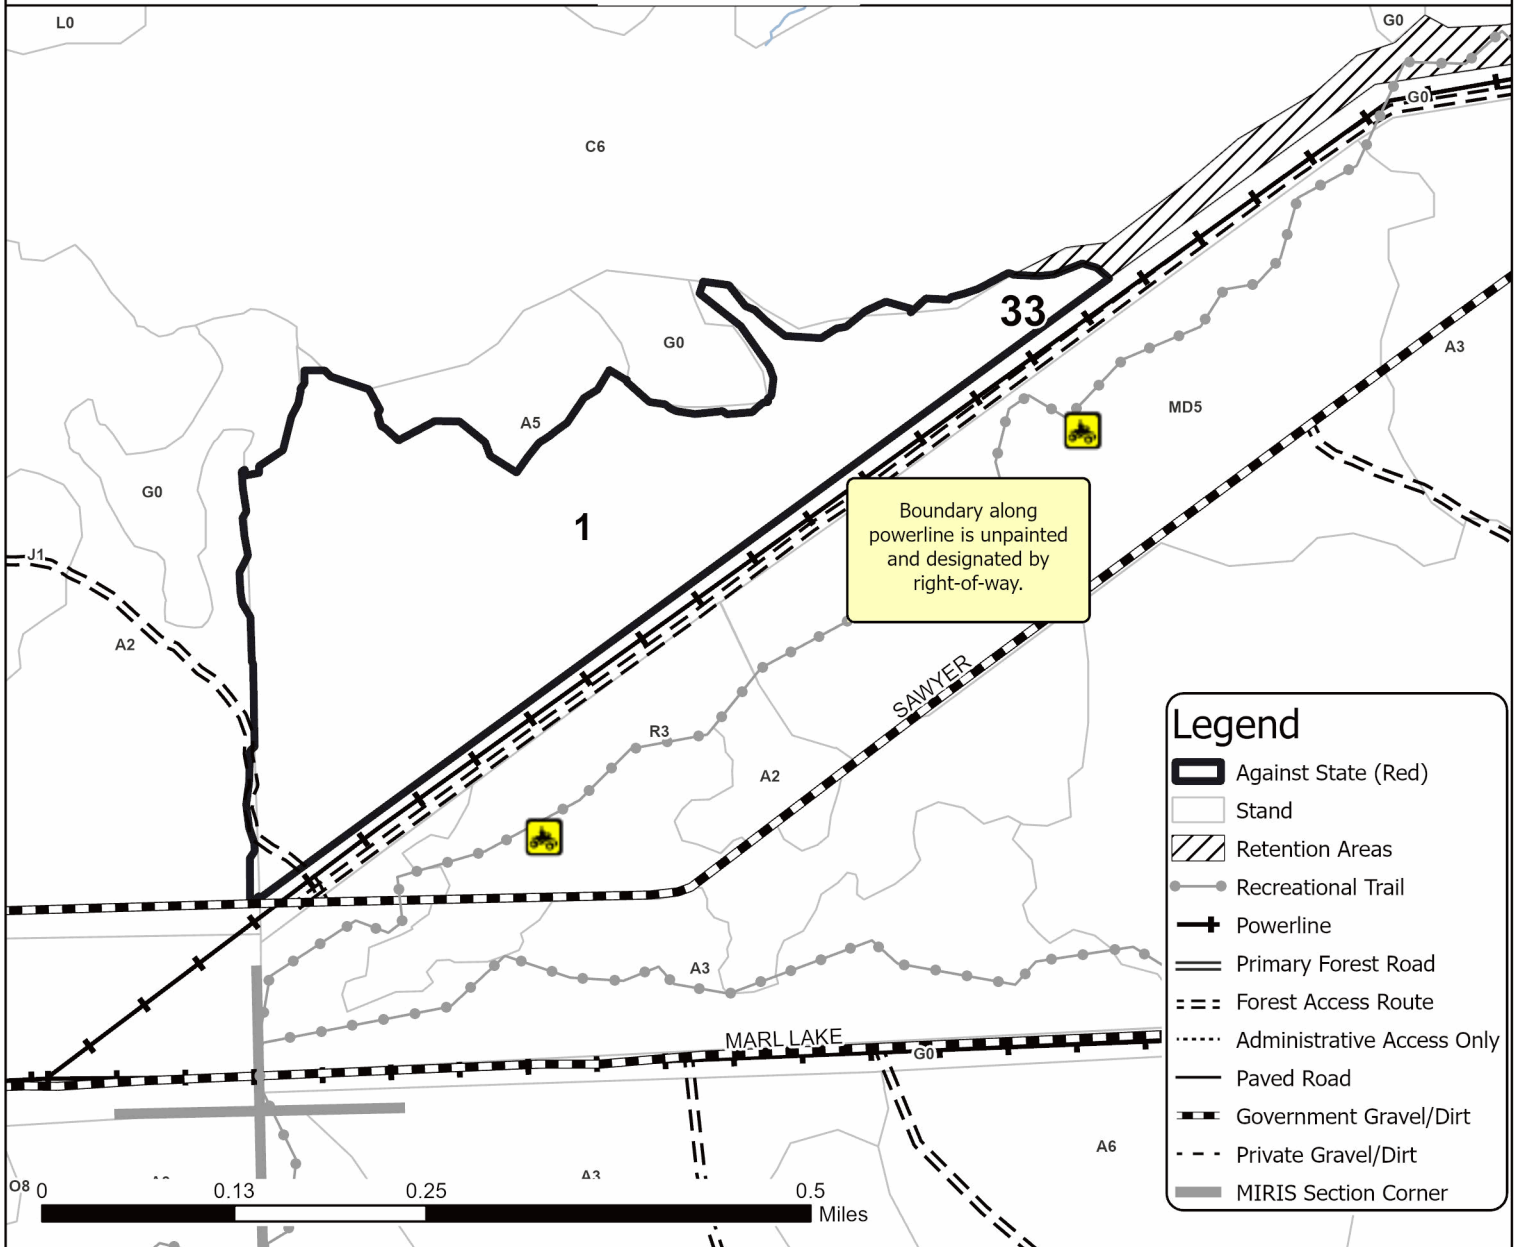 L0
G0
G0
C6
33
G0
A3
MD5
A5
G0
1
Boundary along
powerline is unpainted
and designated by
right-of-way.
J1
A2
SAWYER
R3
A2
A3
MARL LAKE
G0
A6
A3
O8
0 0.13 0.25 0.5
Miles
Legend
Against State (Red)
Stand
Retention Areas
Recreational Trail
Powerline
Primary Forest Road
Forest Access Route
Administrative Access Only
Paved Road
Government Gravel/Dirt
Private Gravel/Dirt
MIRIS Section Corner